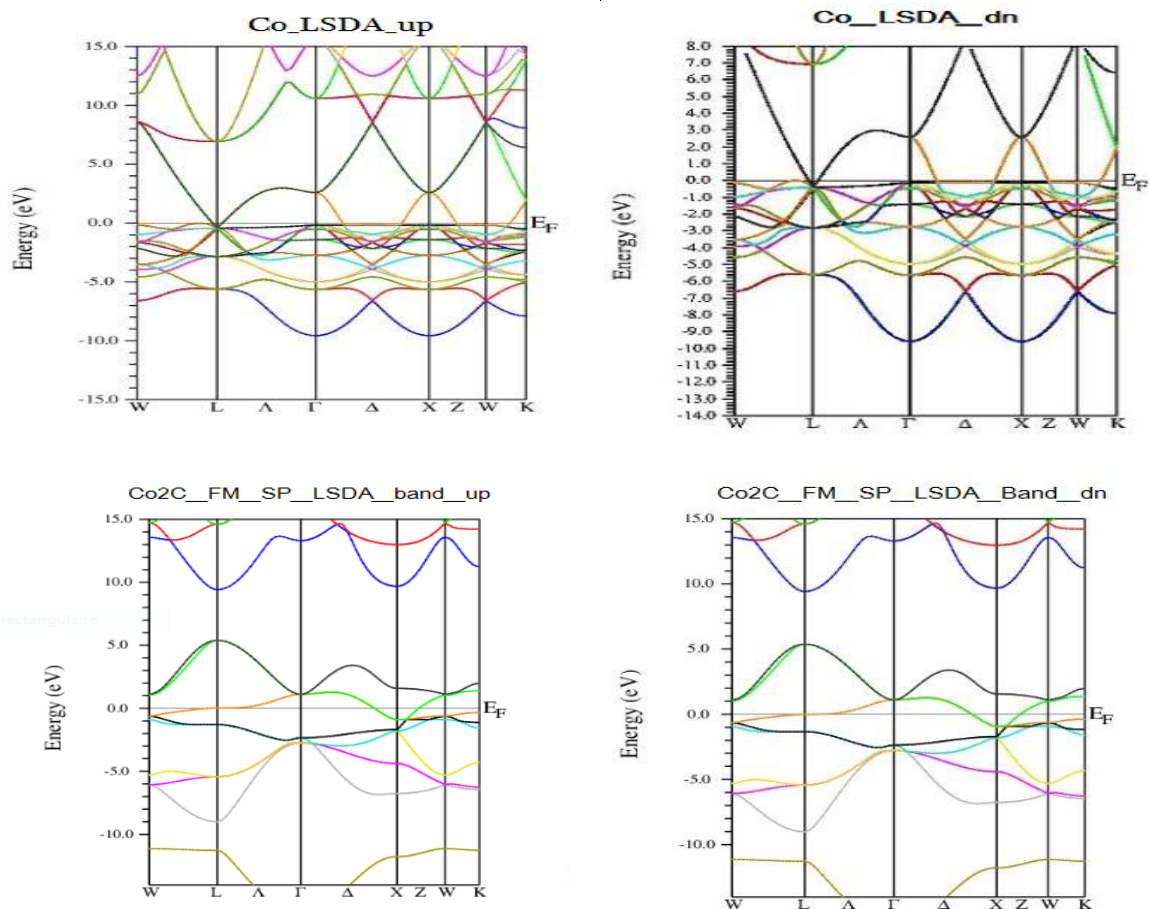 Co_LSDA_up
15.0
10.0
5.0
0.0
-5.0
-10.0
-15.0
Energy (eV)
E_F
W L Λ Γ Δ X Z W K
Co__LSDA__dn
8.0
7.0
6.0
5.0
4.0
3.0
2.0
1.0
0.0
-1.0
-2.0
-3.0
-4.0
-5.0
-6.0
-7.0
-8.0
-9.0
-10.0
-11.0
-12.0
-13.0
-14.0
Energy (eV)
E_F
W L Λ Γ Δ X Z W K
Co2C__FM__SP__LSDA__band__up
15.0
10.0
5.0
0.0
-5.0
-10.0
Energy (eV)
E_F
W L Λ Γ Δ X Z W K
rectangulaire
Co2C__FM__SP__LSDA__Band__dn
15.0
10.0
5.0
0.0
-5.0
-10.0
Energy (eV)
E_F
W L Λ Γ Δ X Z W K